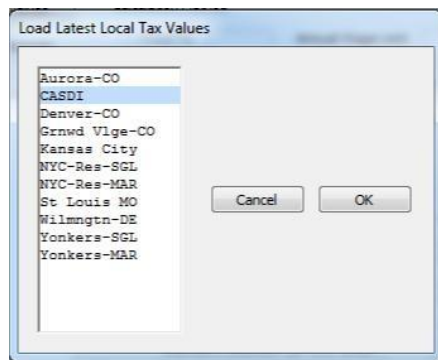 Load Latest Local Tax Values
Aurora-CO
CASDI
Denver-CO
Grnwd Vlge-CO
Kansas City
NYC-Res-SGL
NYC-Res-MAR
St Louis MO
Wilmngtn-DE
Yonkers-SGL
Yonkers-MAR
Cancel
OK